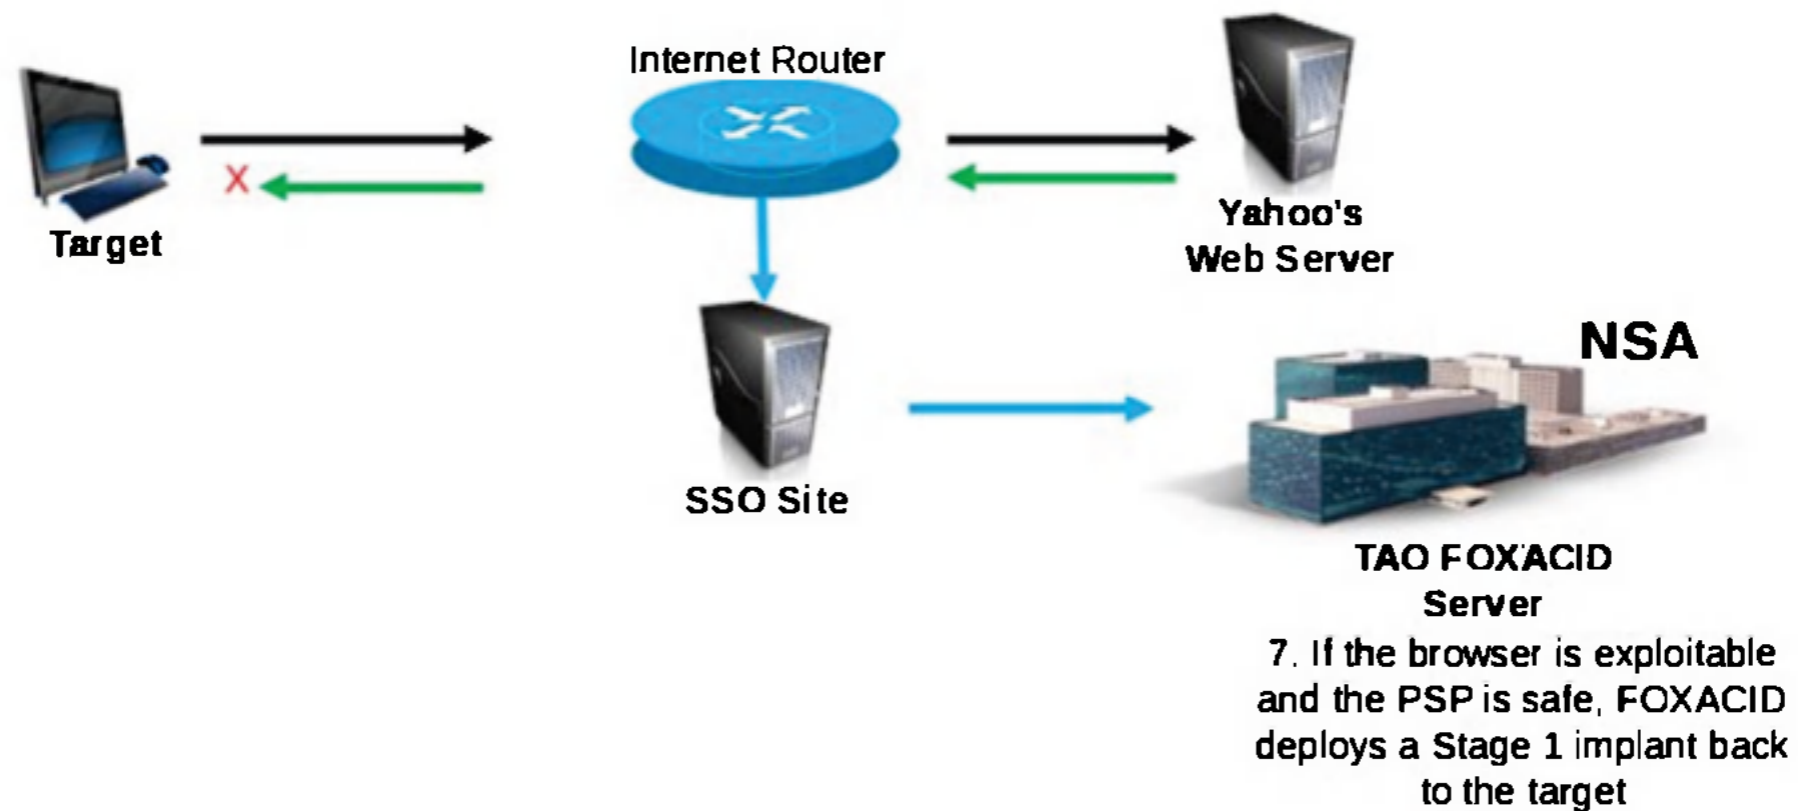 Internet Router
X
Target
Yahoo's
Web Server
NSA
SSO Site
TAO FOXACID
Server
7. If the browser is exploitable
and the PSP is safe, FOXACID
deploys a Stage 1 implant back
to the target